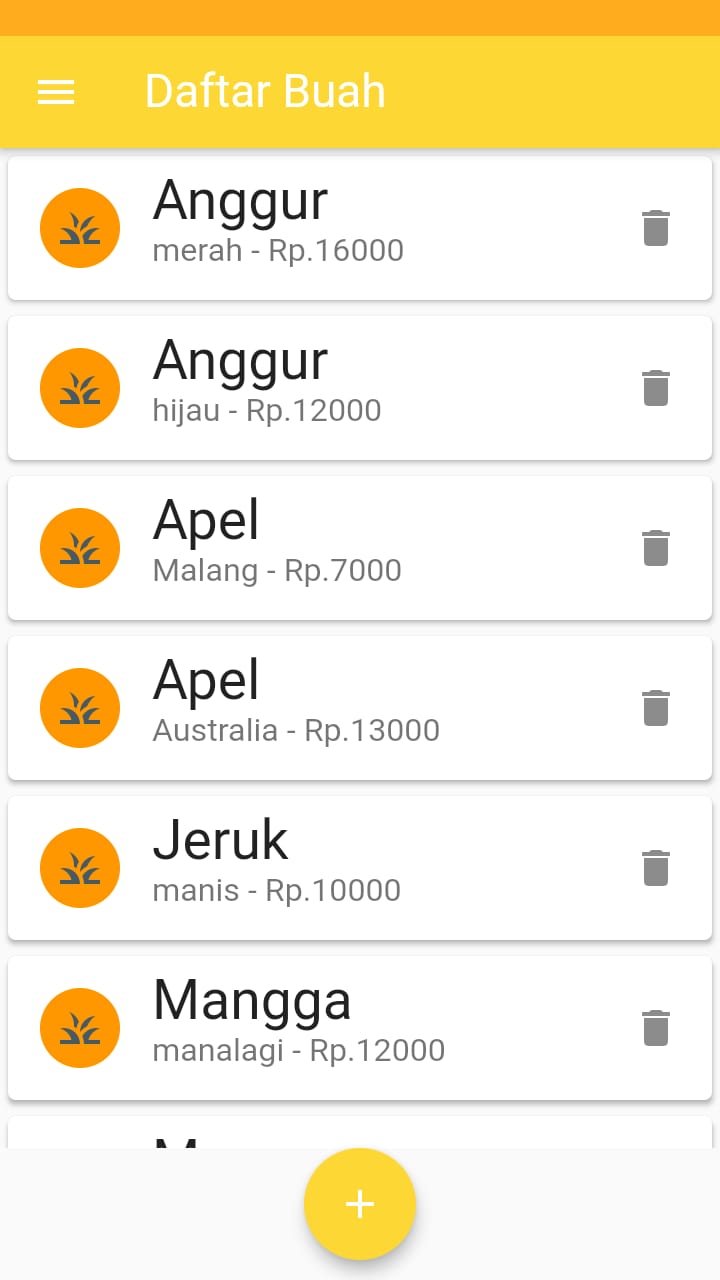 Daftar Buah
Anggur
merah - Rp.16000
Anggur
hijau - Rp.12000
Apel
Malang - Rp.7000
Apel
Australia - Rp.13000
Jeruk
manis - Rp.10000
Mangga
manalagi - Rp.12000